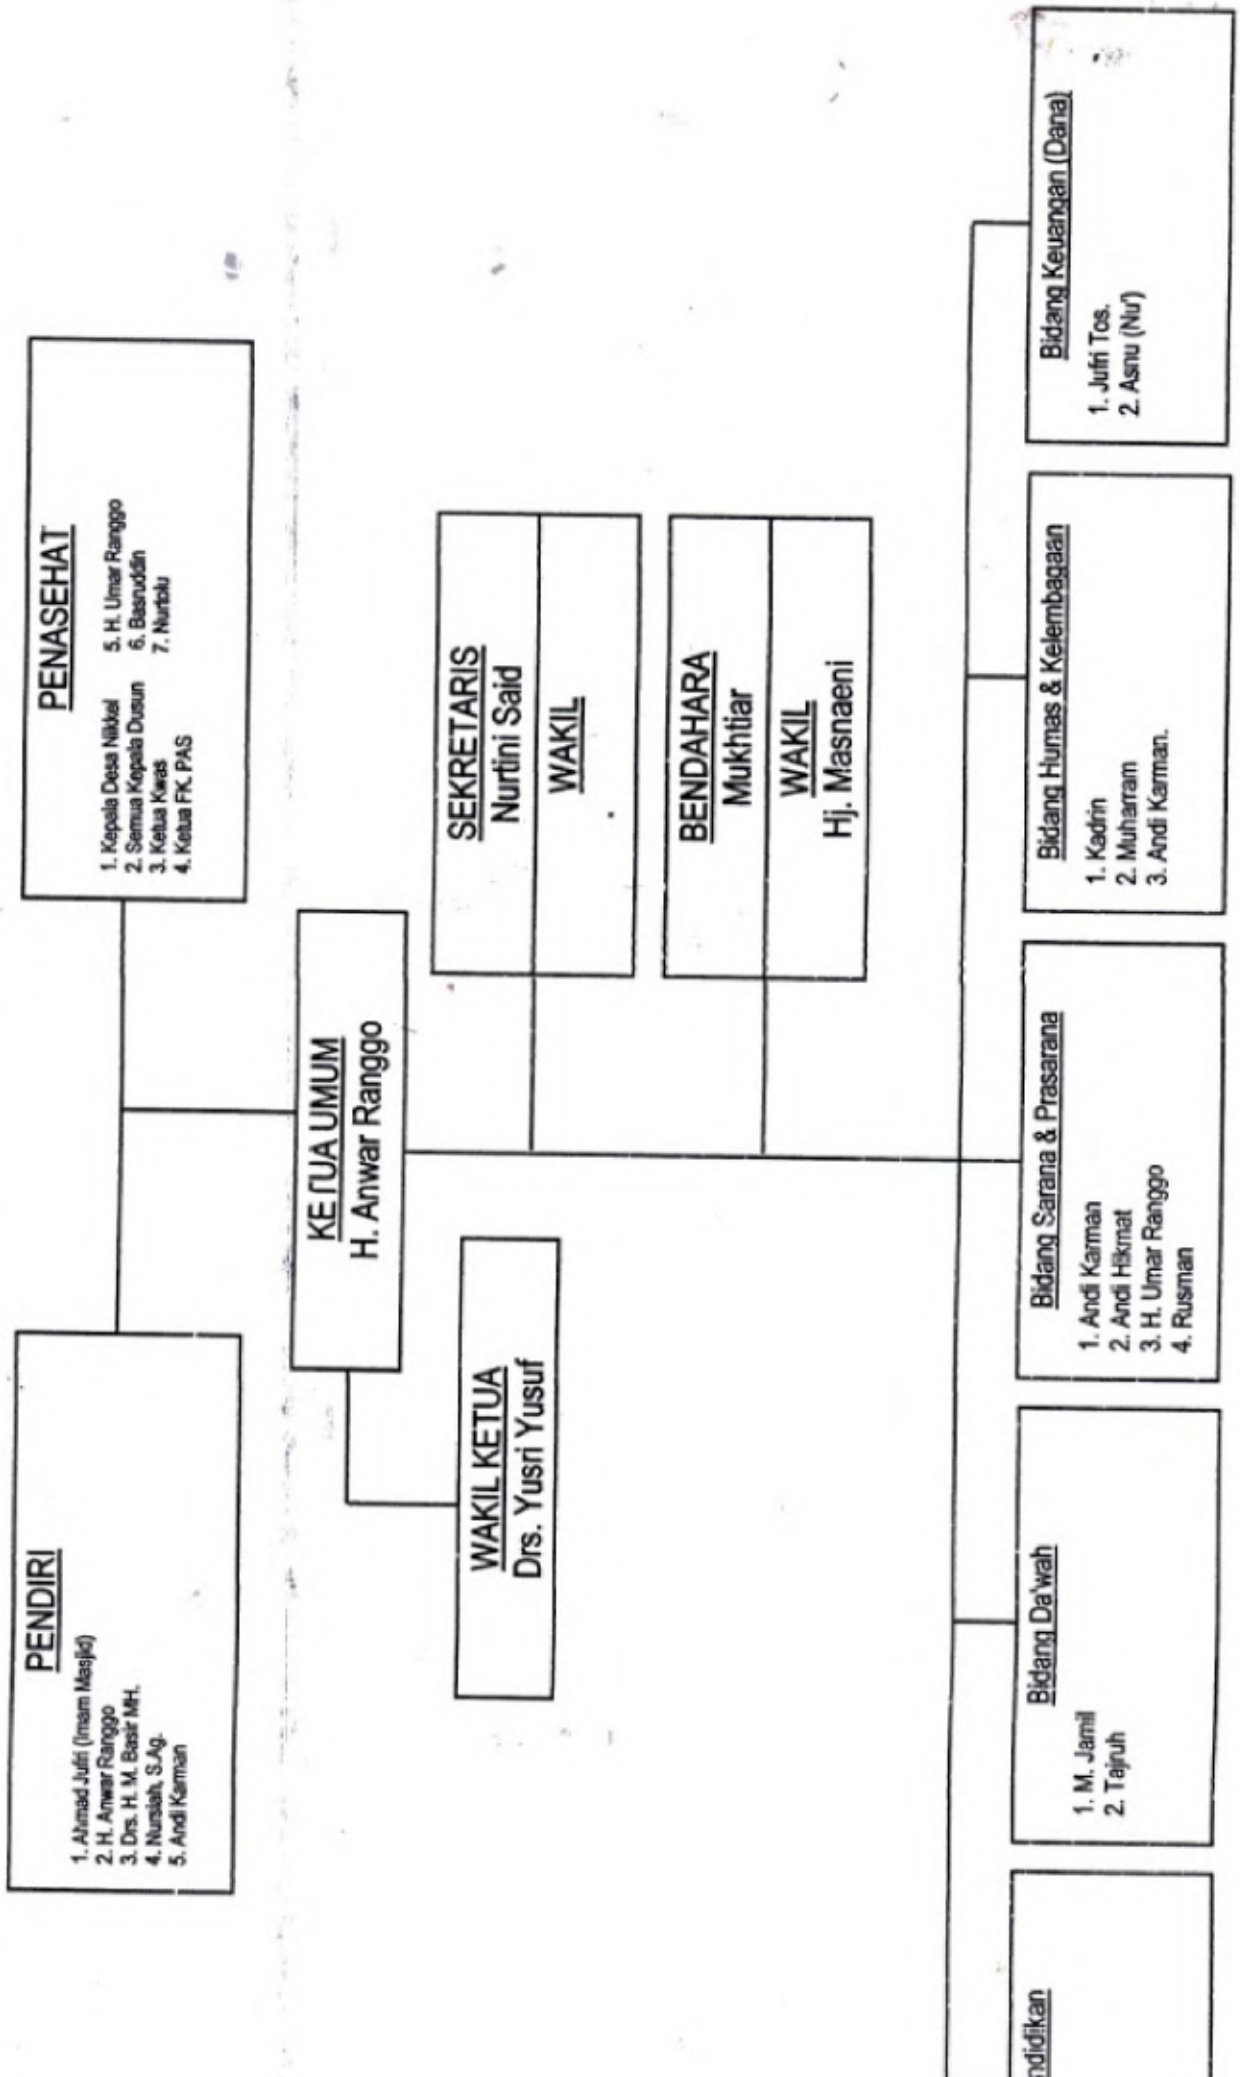 PENDIRI
1. Ahmad Jufri (Imam Masjid)
2. H. Anwar Ranggo
3. Drs. H. M. Basir MH.
4. Nursiah, S.Ag.
5. Andi Karman
PENASEHAT
1. Kepala Desa Nikkel
2. Semua Kepala Dusun
3. Ketua Kwas
4. Ketua FK. PAS
5. H. Umar Ranggo
6. Basruddin
7. Nurtolu
KETUA UMUM
H. Anwar Ranggo
WAKIL KETUA
Drs. Yusri Yusuf
SEKRETARIS
Nurtini Said
WAKIL
BENDAHARA
Mukhtiar
WAKIL
Hj. Masnaeni
ndidikan
Bidang Da'wah
1. M. Jamil
2. Tajruh
Bidang Sarana & Prasarana
1. Andi Karman
2. Andi Hikmat
3. H. Umar Ranggo
4. Rusman
Bidang Humas & Kelembagaan
1. Kadrin
2. Muharram
3. Andi Karman.
Bidang Keuangan (Dana)
1. Jufri Tos.
2. Asnu (Nu')